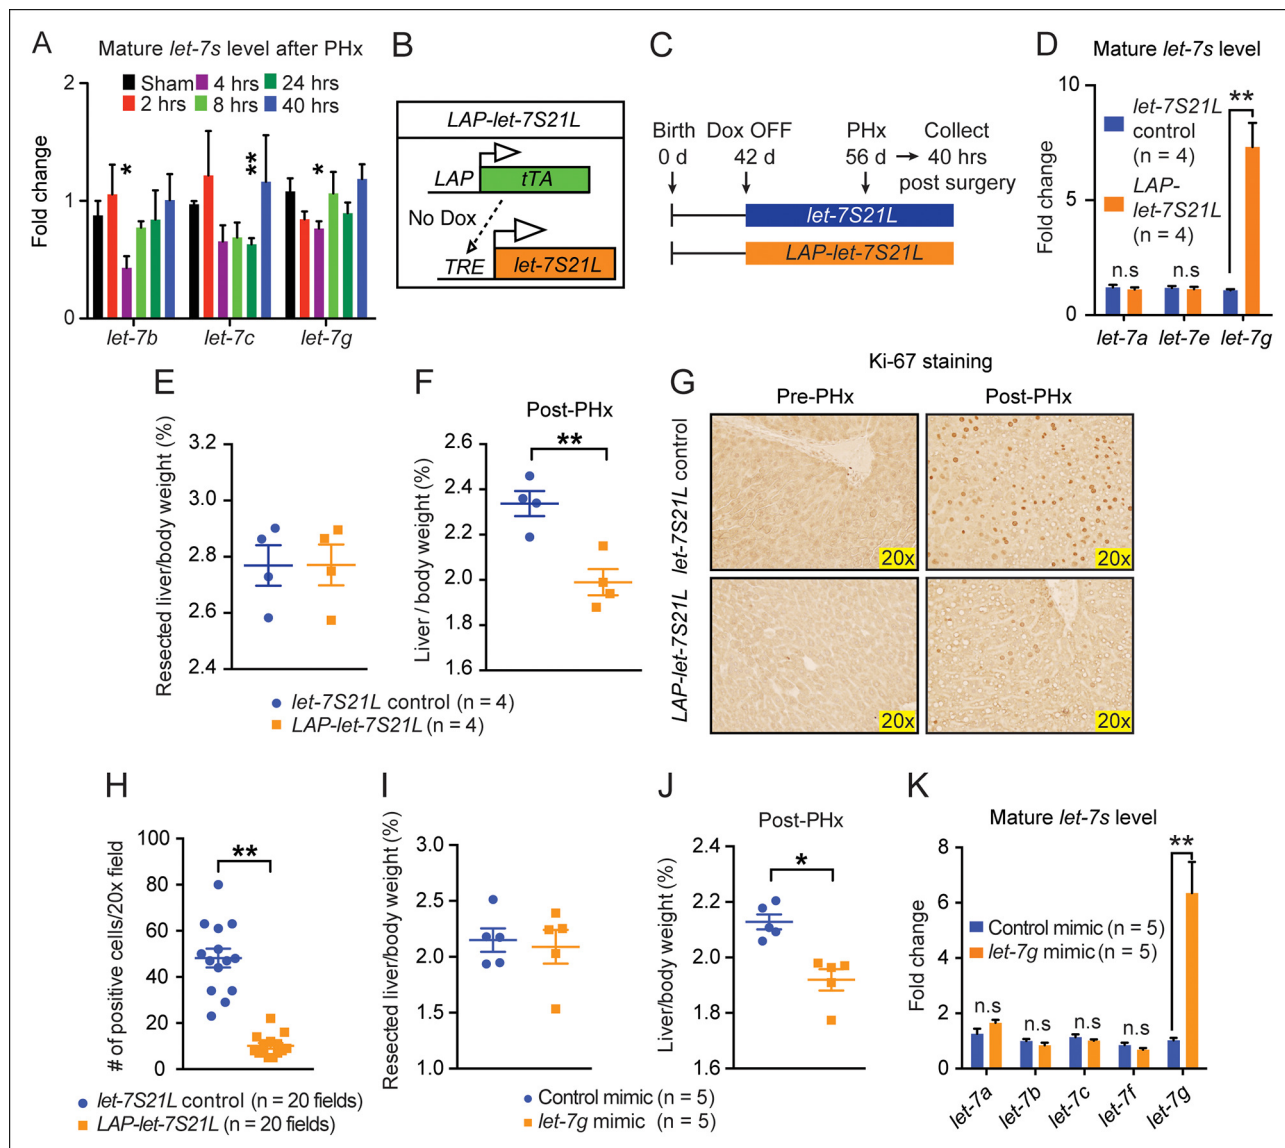 A
Mature let-7s level after PHx
Sham 4 hrs 24 hrs
2 hrs 8 hrs 40 hrs
Fold change
2
1
0
* ** *
let-7b let-7c let-7g
B
LAP-let-7S21L
LAP tTA
No Dox
TRE let-7S21L
C
Birth Dox OFF PHx Collect
0 d 42 d 56 d 40 hrs
post surgery
let-7S21L
LAP-let-7S21L
D
Mature let-7s level
Fold change
10
5
0
let-7S21L
control
(n = 4)
LAP-
let-7S21L
(n = 4)
**
n.s n.s
let-7a let-7e let-7g
E
Resected liver/body weight (%)
3.2
3.0
2.8
2.6
2.4
F
Post-PHx
Liver / body weight (%)
2.6
2.4
2.2
2.0
1.8
1.6
**
let-7S21L control (n = 4)
LAP-let-7S21L (n = 4)
G
Ki-67 staining
Pre-PHx Post-PHx
let-7S21L control
20x 20x
LAP-let-7S21L
20x 20x
H
# of positive cells/20x field
100
80
60
40
20
0
**
let-7S21L control (n = 20 fields)
LAP-let-7S21L (n = 20 fields)
I
Resected liver/body weight (%)
3.0
2.5
2.0
1.5
1.0
J
Post-PHx
Liver/body weight (%)
2.4
2.2
2.0
1.8
1.6
*
Control mimic (n = 5)
let-7g mimic (n = 5)
K
Mature let-7s level
Fold change
8
6
4
2
0
Control mimic (n = 5)
let-7g mimic (n = 5)
**
n.s n.s n.s n.s
let-7a let-7b let-7c let-7f let-7g